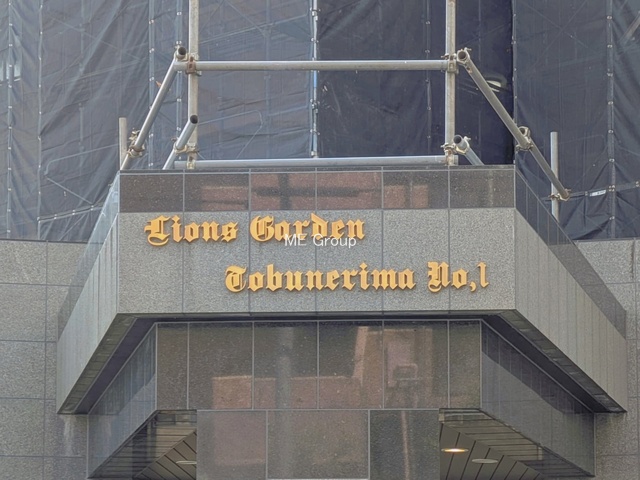 Lions Garden
ME Group
Tobunerima No,1